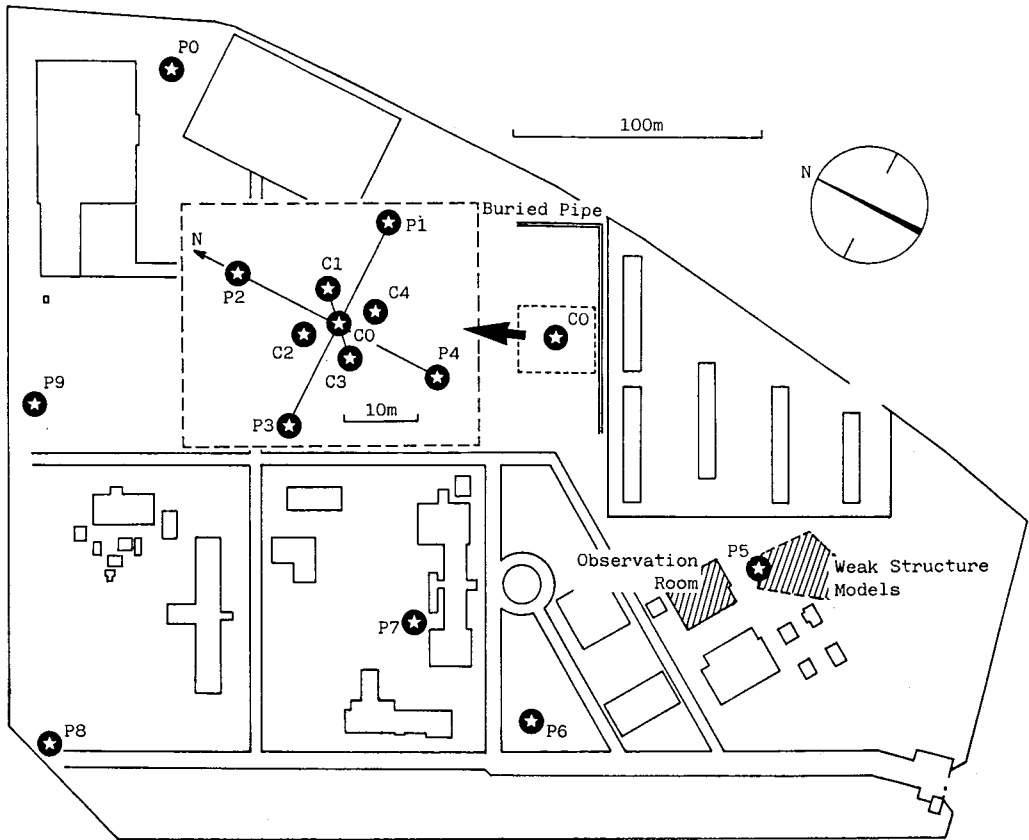 P0
100m
N
Buried Pipe
P1
N
C1
P2
C4
C0
C0
C2
C3
P4
P9
10m
P3
Observation
Room
P5
Weak Structure
Models
P7
P6
P8